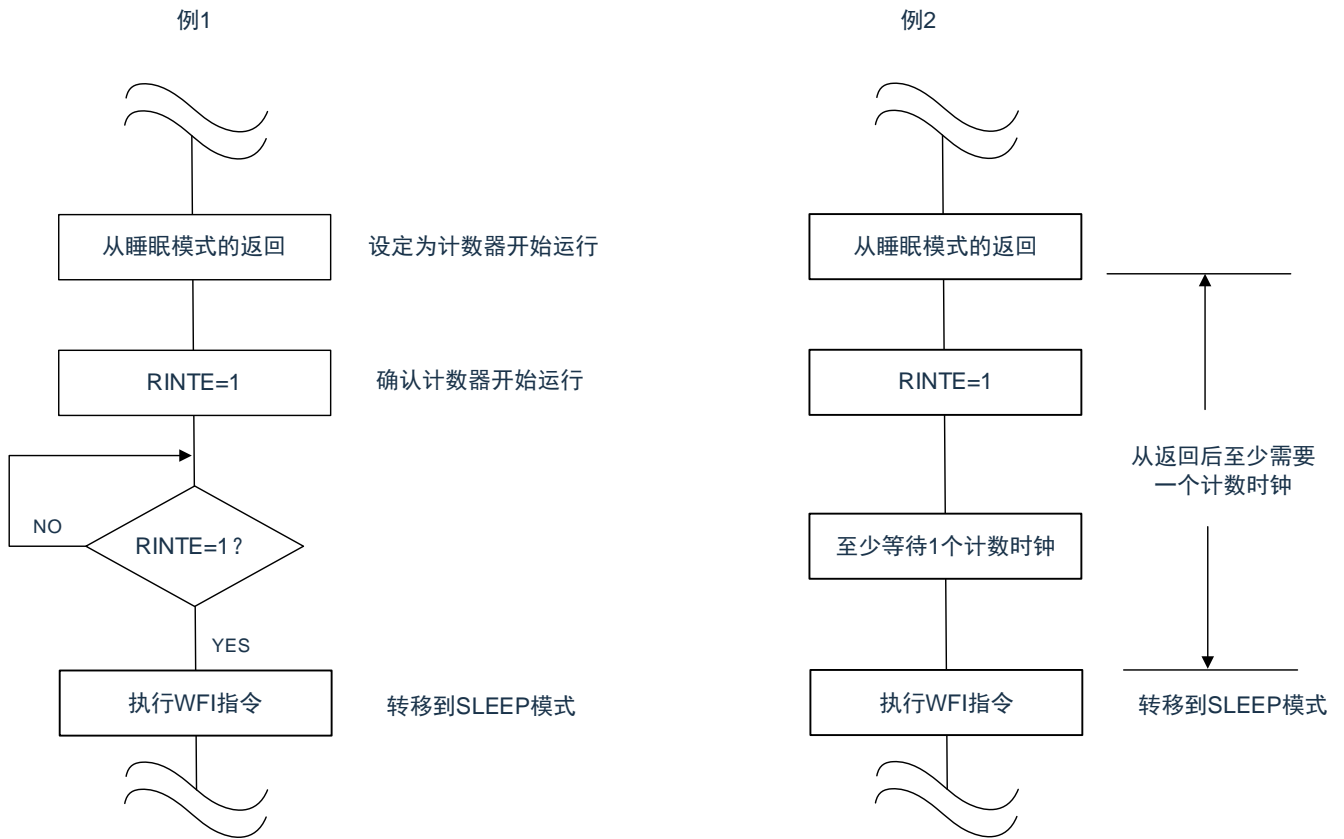 例1
从睡眠模式的返回
设定为计数器开始运行
RINTE=1
确认计数器开始运行
NO
RINTE=1?
YES
执行WFI指令
转移到SLEEP模式
例2
从睡眠模式的返回
RINTE=1
从返回后至少需要
一个计数时钟
至少等待1个计数时钟
执行WFI指令
转移到SLEEP模式